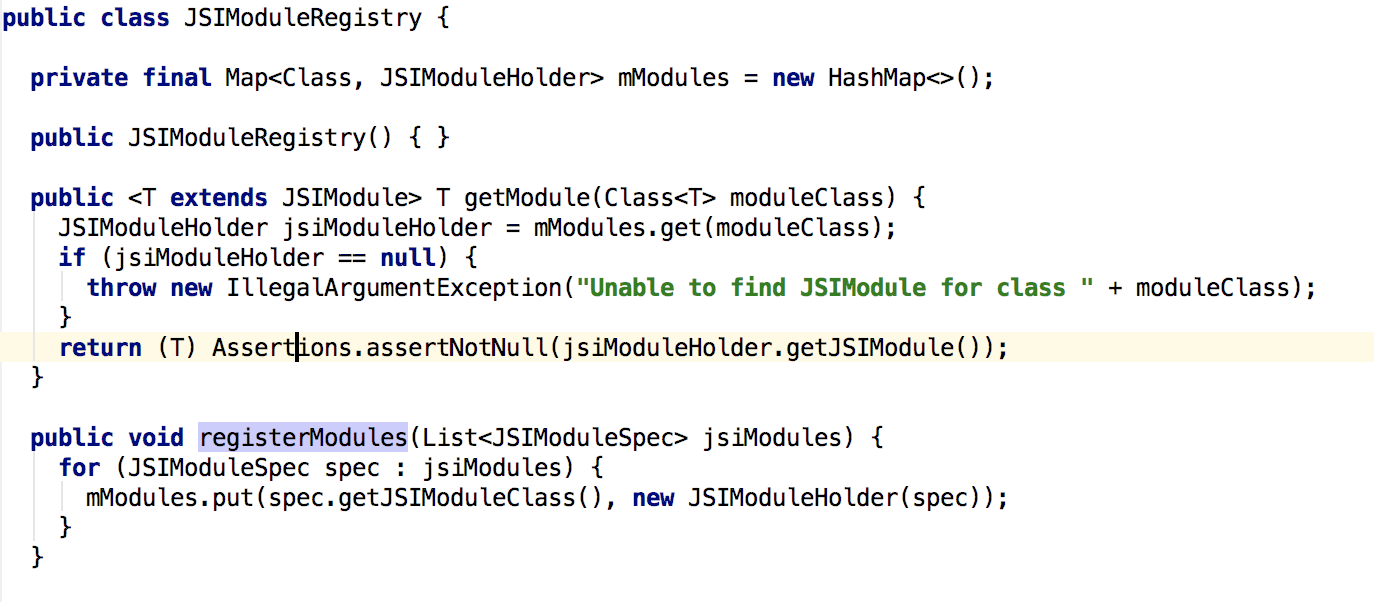 public class JSIModuleRegistry {
private final Map<Class, JSIModuleHolder> mModules = new HashMap<>();
public JSIModuleRegistry() { }
public <T extends JSIModule> T getModule(Class<T> moduleClass) {
JSIModuleHolder jsiModuleHolder = mModules.get(moduleClass);
if (jsiModuleHolder == null) {
throw new IllegalArgumentException("Unable to find JSIModule for class " + moduleClass);
}
return (T) Assertions.assertNotNull(jsiModuleHolder.getJSIModule());
}
public void registerModules(List<JSIModuleSpec> jsiModules) {
for (JSIModuleSpec spec : jsiModules) {
mModules.put(spec.getJSIModuleClass(), new JSIModuleHolder(spec));
}
}